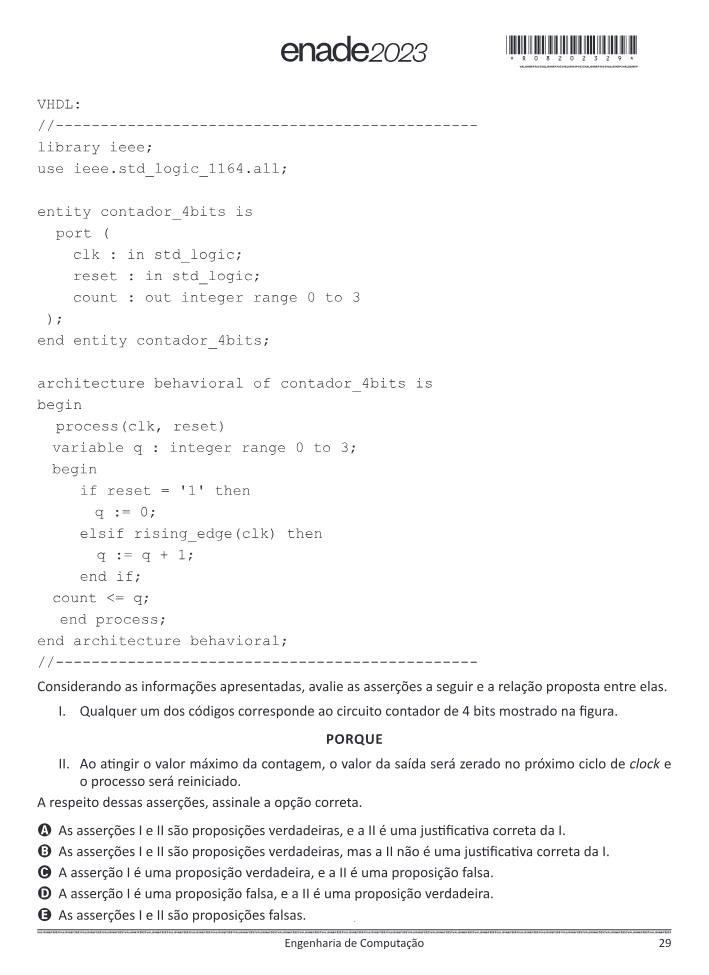 enade2023
* R 0 8 2 0 2 3 2 9 *
VHDL:
//-----------------------------------------------
library ieee;
use ieee.std_logic_1164.all;
entity contador_4bits is
port (
clk : in std_logic;
reset : in std_logic;
count : out integer range 0 to 3
);
end entity contador_4bits;
architecture behavioral of contador_4bits is
begin
process(clk, reset)
variable q : integer range 0 to 3;
begin
if reset = '1' then
q := 0;
elsif rising_edge(clk) then
q := q + 1;
end if;
count <= q;
end process;
end architecture behavioral;
//-----------------------------------------------
Considerando as informações apresentadas, avalie as asserções a seguir e a relação proposta entre elas.
I. Qualquer um dos códigos corresponde ao circuito contador de 4 bits mostrado na figura.
PORQUE
II. Ao atingir o valor máximo da contagem, o valor da saída será zerado no próximo ciclo de clock e
o processo será reiniciado.
A respeito dessas asserções, assinale a opção correta.
A As asserções I e II são proposições verdadeiras, e a II é uma justificativa correta da I.
B As asserções I e II são proposições verdadeiras, mas a II não é uma justificativa correta da I.
C A asserção I é uma proposição verdadeira, e a II é uma proposição falsa.
D A asserção I é uma proposição falsa, e a II é uma proposição verdadeira.
E As asserções I e II são proposições falsas.
Engenharia de Computação 29